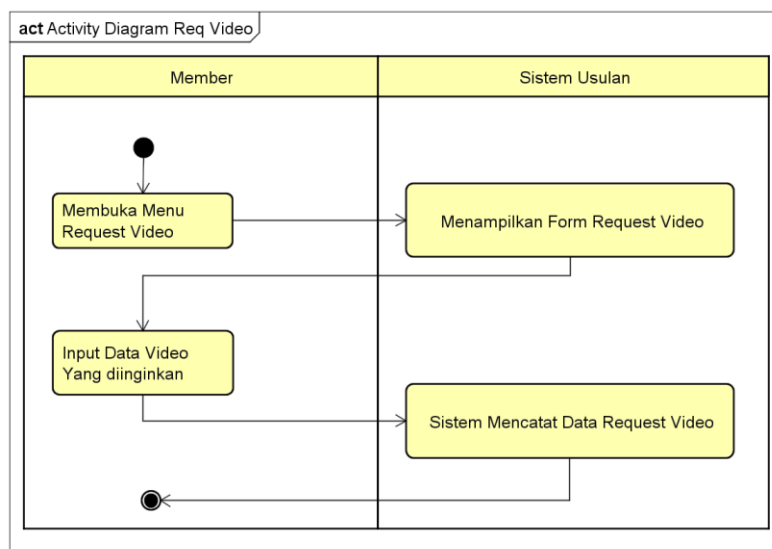 act Activity Diagram Req Video
Member
Sistem Usulan
Membuka Menu
Request Video
Menampilkan Form Request Video
Input Data Video
Yang diinginkan
Sistem Mencatat Data Request Video